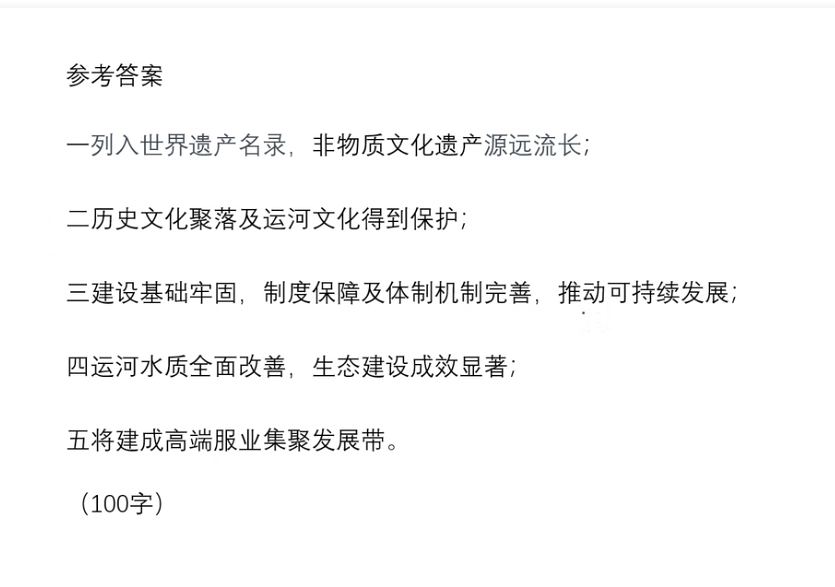 参考答案
一列入世界遗产名录，非物质文化遗产源远流长；
二历史文化聚落及运河文化得到保护；
三建设基础牢固，制度保障及体制机制完善，推动可持续发展；
四运河水质全面改善，生态建设成效显著；
五将建成高端服业集聚发展带。
（100字）